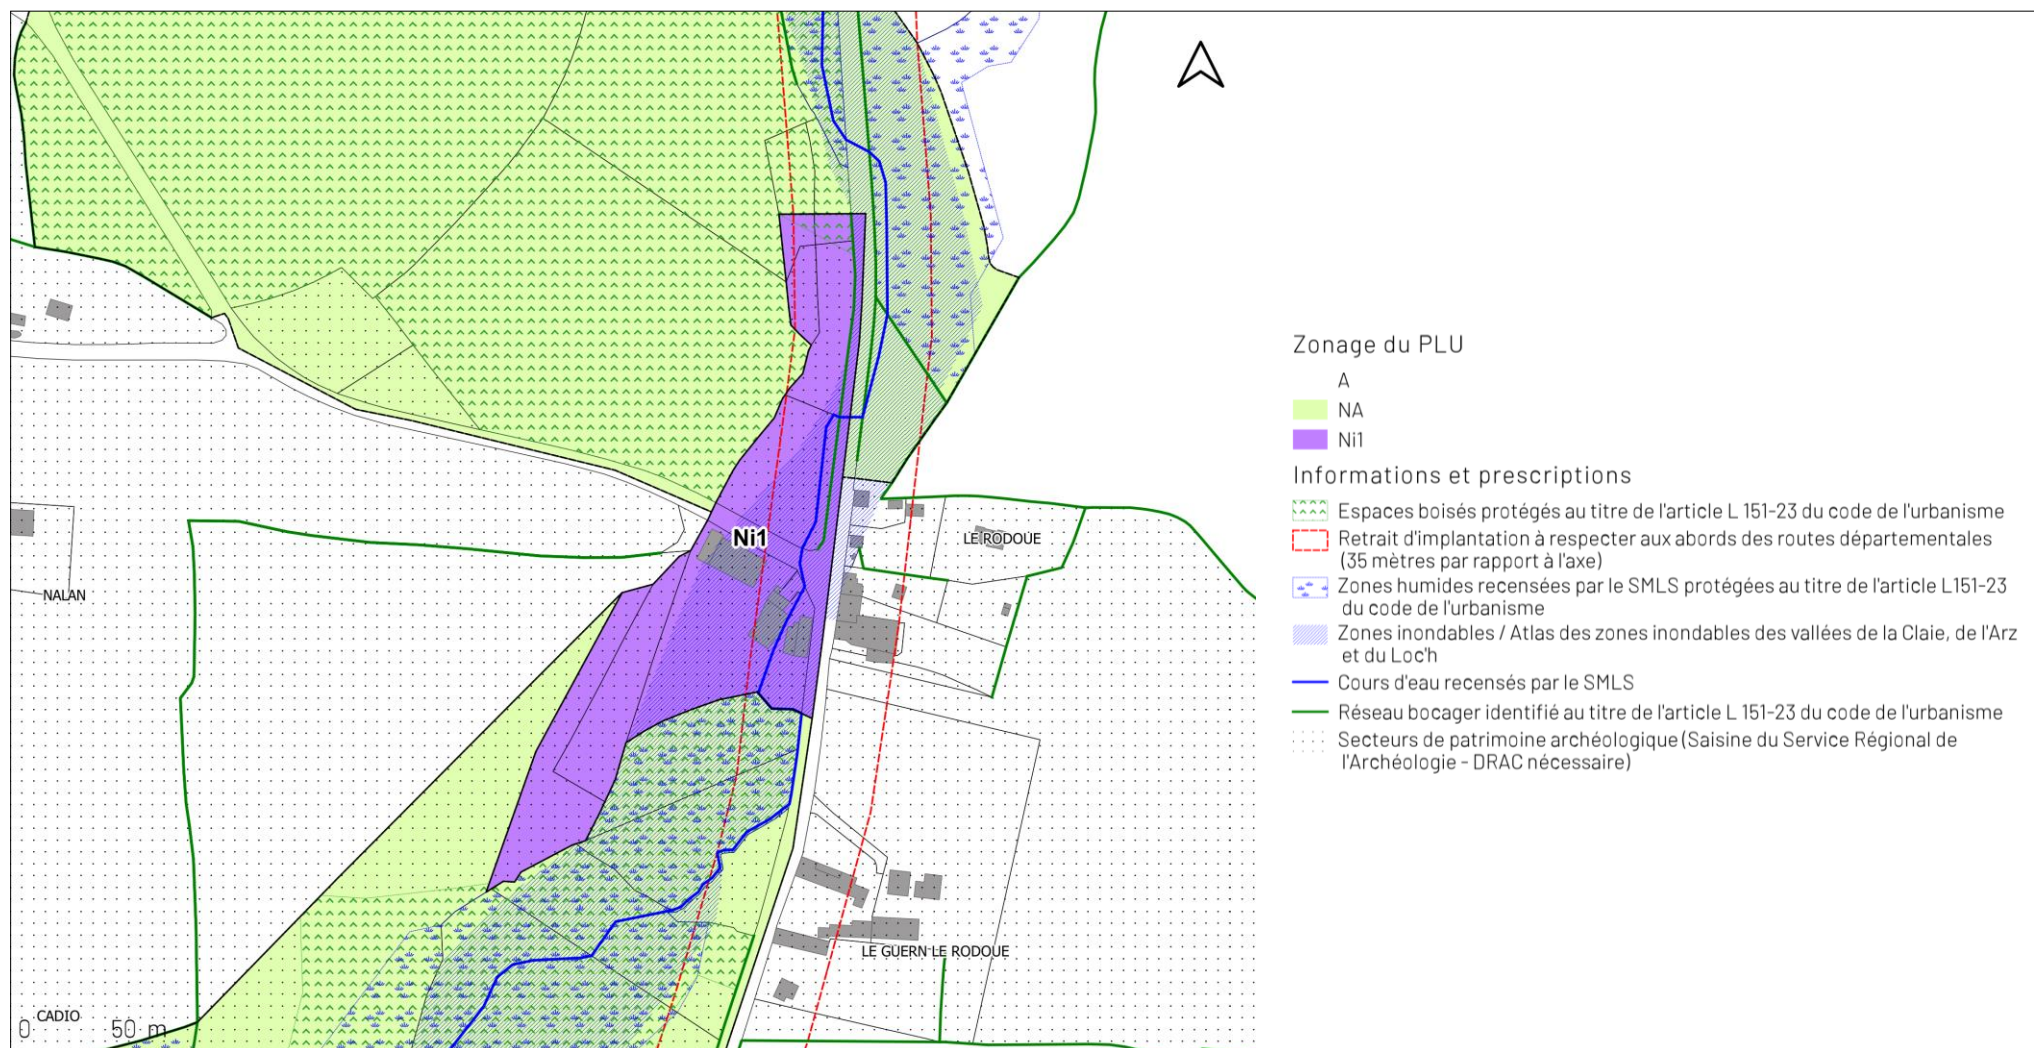 Ni1
LE RODOUE
NALAN
LE GUERN LE RODOUE
CADIO
0 50 m
Zonage du PLU
A
NA
Ni1
Informations et prescriptions
Espaces boisés protégés au titre de l'article L 151-23 du code de l'urbanisme
Retrait d'implantation à respecter aux abords des routes départementales
(35 mètres par rapport à l'axe)
Zones humides recensées par le SMLS protégées au titre de l'article L151-23
du code de l'urbanisme
Zones inondables / Atlas des zones inondables des vallées de la Claie, de l'Arz
et du Loc'h
Cours d'eau recensés par le SMLS
Réseau bocager identifié au titre de l'article L 151-23 du code de l'urbanisme
Secteurs de patrimoine archéologique (Saisine du Service Régional de
l'Archéologie - DRAC nécessaire)